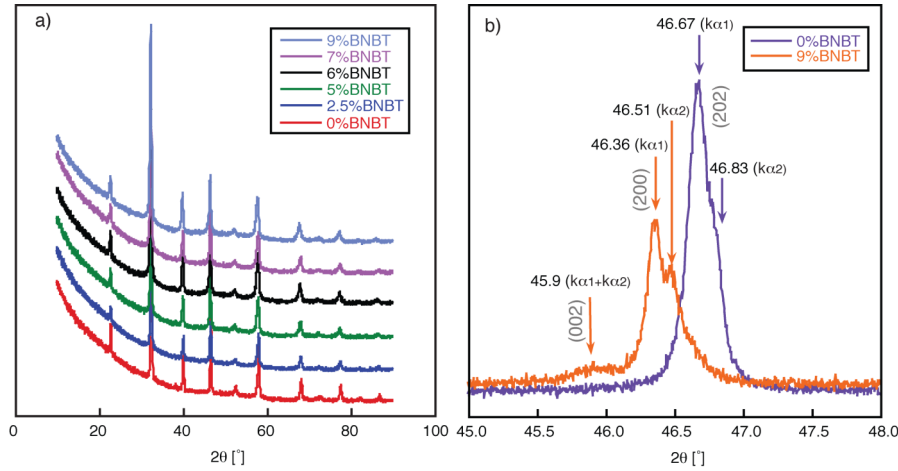 a)
9%BNBT
7%BNBT
6%BNBT
5%BNBT
2.5%BNBT
0%BNBT
0 20 40 60 80 100
2θ [°]
b)
46.67 (kα1)
0%BNBT
9%BNBT
46.51 (kα2)
(202)
46.36 (kα1)
46.83 (kα2)
(200)
45.9 (kα1+kα2)
(002)
45.0 45.5 46.0 46.5 47.0 47.5 48.0
2θ [°]